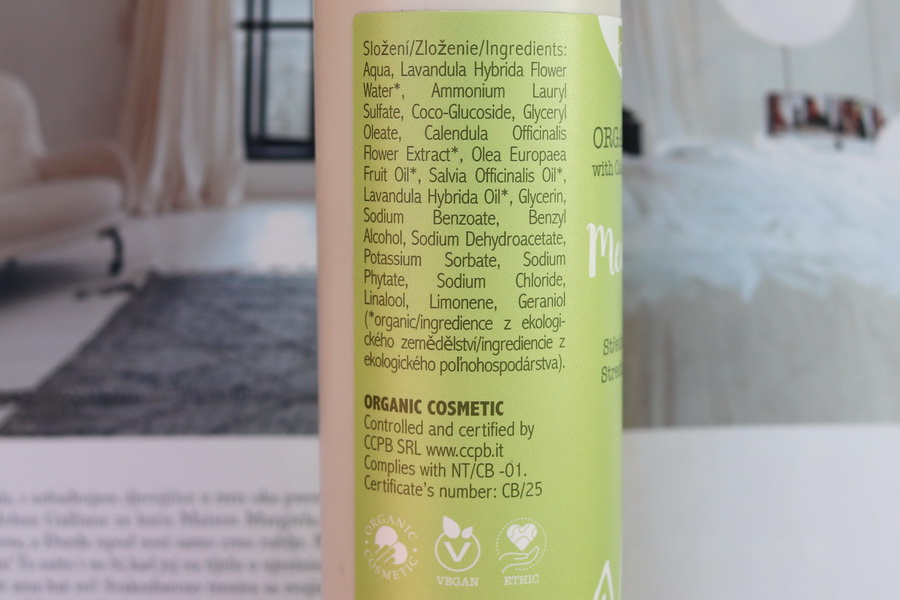 Složení/Zloženie/Ingredients:
Aqua, Lavandula Hybrida Flower
Water*, Ammonium Lauryl
Sulfate, Coco-Glucoside, Glyceryl
Oleate, Calendula Officinalis
Flower Extract*, Olea Europaea
Fruit Oil*, Salvia Officinalis Oil*,
Lavandula Hybrida Oil*, Glycerin,
Sodium Benzoate, Benzyl
Alcohol, Sodium Dehydroacetate,
Potassium Sorbate, Sodium
Phytate, Sodium Chloride,
Linalool, Limonene, Geraniol
(*organic/ingredience z ekologi-
ckého zemědělství/ingrediencie z
ekologického poľnohospodárstva).
ORGANIC COSMETIC
Controlled and certified by
CCPB SRL www.ccpb.it
Complies with NT/CB -01.
Certificate's number: CB/25
ORGANIC COSMETIC
VEGAN
ETHIC
with